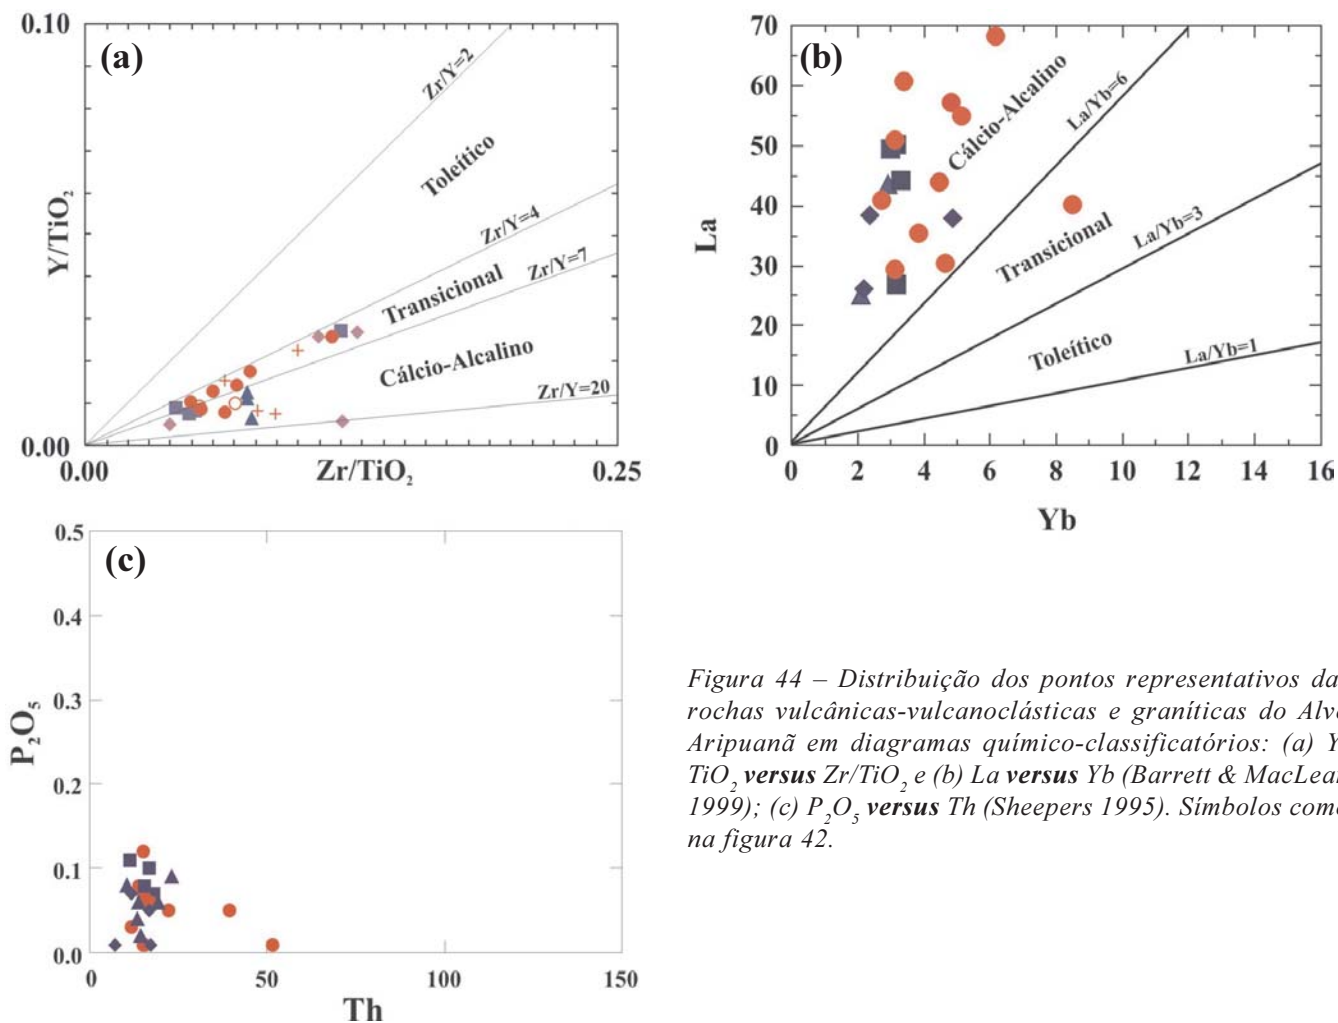 0.10
(a)
Zr/Y=2
Toleítico
Y/TiO2
Zr/Y=4
Transicional
Zr/Y=7
Cálcio-Alcalino
Zr/Y=20
0.00
0.00
Zr/TiO2
0.25
70
(b)
60
La/Yb=6
Cálcio-Alcalino
50
40
La
Transicional
La/Yb=3
30
20
Toleítico
La/Yb=1
10
0
0 2 4 6 8 10 12 14 16
Yb
0.5
(c)
0.4
0.3
P2O5
0.2
0.1
0.0
0 50 100 150
Th
Figura 44 – Distribuição dos pontos representativos da
rochas vulcânicas-vulcanoclásticas e graníticas do Alv
Aripuanã em diagramas químico-classificatórios: (a) Y
TiO2 versus Zr/TiO2 e (b) La versus Yb (Barrett & MacLea
1999); (c) P2O5 versus Th (Sheepers 1995). Símbolos com
na figura 42.